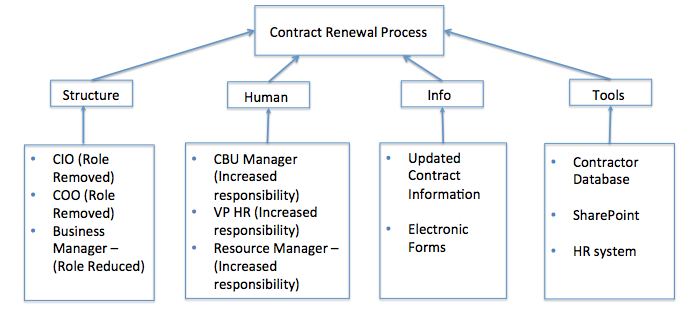 Contract Renewal Process
Structure
Human
Info
Tools
• CIO (Role
Removed)
• COO (Role
Removed)
• Business
Manager –
(Role Reduced)
• CBU Manager
(Increased
responsibility)
• VP HR (Increased
responsibility)
• Resource Manager –
(Increased
responsibility)
• Updated
Contract
Information
• Electronic
Forms
• Contractor
Database
• SharePoint
• HR system